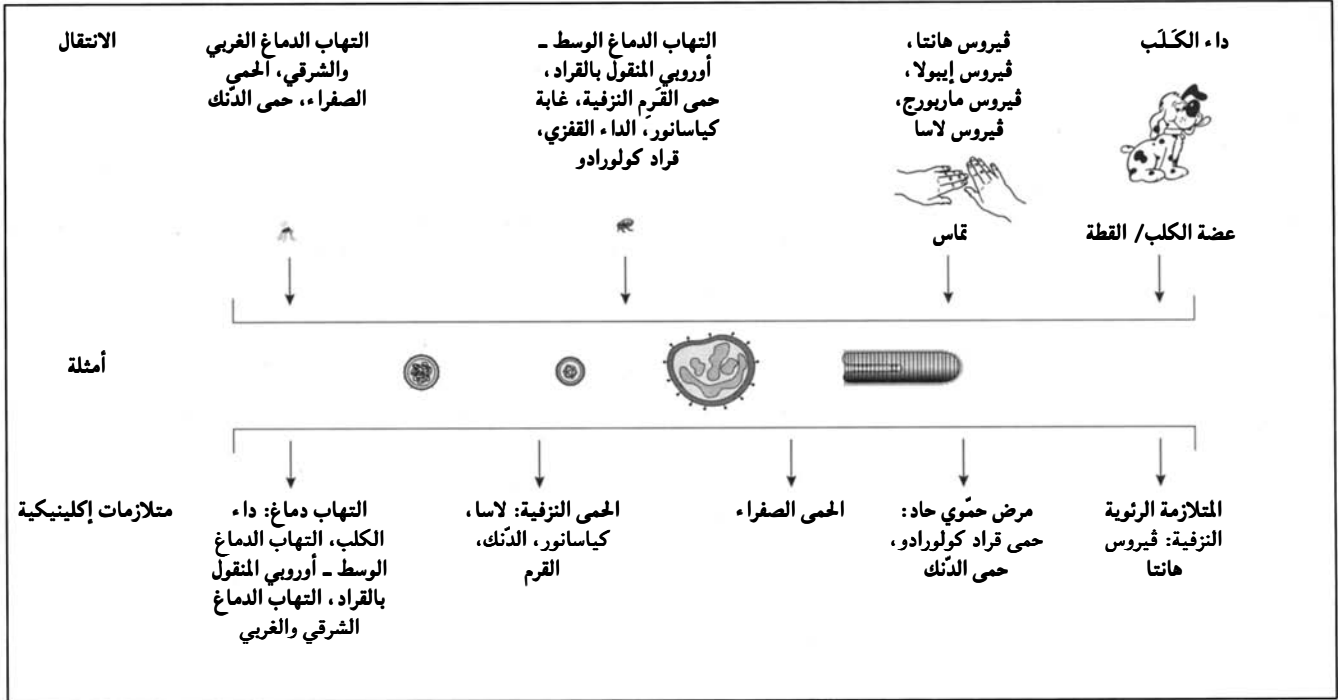 داء الكَـلَب
عضة الكلب/ القطة
ڤيروس هانتا،
ڤيروس إيبولا،
ڤيروس ماربورج،
ڤيروس لاسا
تماس
التهاب الدماغ الوسط ـ
أوروبي المنقول بالقراد،
حمى القَرِم النزفية، غابة
كياسانور، الداء القفزي،
قراد كولورادو
التهاب الدماغ الغربي
والشرقي، الحمى
الصفراء، حمى الدّنك
الانتقال
أمثلة
المتلازمة الرئوية
النزفية: ڤيروس
هانتا
مرض حمّوي حاد:
حمى قراد كولورادو،
حمى الدّنك
الحمى الصفراء
الحمى النزفية: لاسا،
كياسانور، الدّنك،
القرم
التهاب دماغ: داء
الكلب، التهاب الدماغ
الوسط ـ أوروبي المنقول
بالقراد، التهاب الدماغ
الشرقي والغربي
متلازمات إكلينيكية